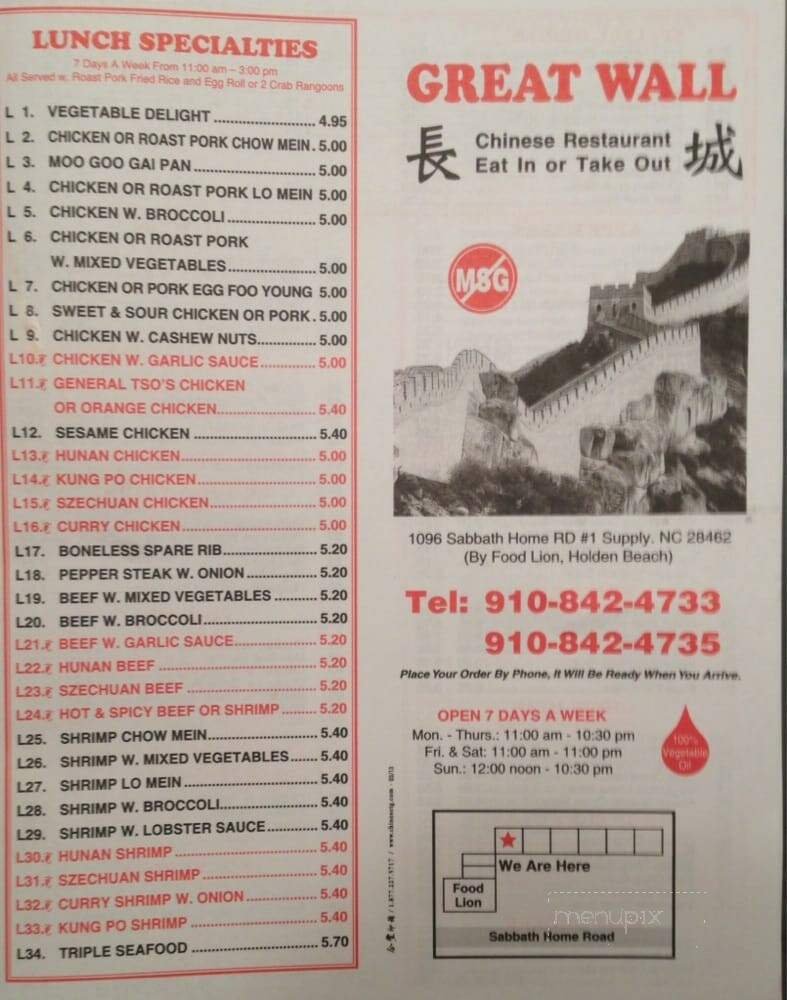 LUNCH SPECIALTIES
7 Days A Week From 11:00 am – 3:00 pm
All Served w. Roast Pork Fried Rice and Egg Roll or 2 Crab Rangoons
L 1. VEGETABLE DELIGHT ........................ 4.95
L 2. CHICKEN OR ROAST PORK CHOW MEIN. 5.00
L 3. MOO GOO GAI PAN ............................. 5.00
L 4. CHICKEN OR ROAST PORK LO MEIN 5.00
L 5. CHICKEN W. BROCCOLI ...................... 5.00
L 6. CHICKEN OR ROAST PORK
W. MIXED VEGETABLES ..................... 5.00
L 7. CHICKEN OR PORK EGG FOO YOUNG 5.00
L 8. SWEET & SOUR CHICKEN OR PORK. 5.00
L 9. CHICKEN W. CASHEW NUTS.............. 5.00
L10. CHICKEN W. GARLIC SAUCE ............. 5.00
L11. GENERAL TSO'S CHICKEN
OR ORANGE CHICKEN....................... 5.40
L12. SESAME CHICKEN ............................ 5.40
L13. HUNAN CHICKEN................................ 5.00
L14. KUNG PO CHICKEN............................ 5.00
L15. SZECHUAN CHICKEN......................... 5.00
L16. CURRY CHICKEN................................ 5.00
L17. BONELESS SPARE RIB...................... 5.20
L18. PEPPER STEAK W. ONION ................ 5.20
L19. BEEF W. MIXED VEGETABLES .......... 5.20
L20. BEEF W. BROCCOLI........................... 5.20
L21. BEEF W. GARLIC SAUCE.................... 5.20
L22. HUNAN BEEF ..................................... 5.20
L23. SZECHUAN BEEF .............................. 5.20
L24. HOT & SPICY BEEF OR SHRIMP ........ 5.20
L25. SHRIMP CHOW MEIN......................... 5.40
L26. SHRIMP W. MIXED VEGETABLES...... 5.40
L27. SHRIMP LO MEIN ............................... 5.40
L28. SHRIMP W. BROCCOLI...................... 5.40
L29. SHRIMP W. LOBSTER SAUCE ........... 5.40
L30. HUNAN SHRIMP ................................ 5.40
L31. SZECHUAN SHRIMP ......................... 5.40
L32. CURRY SHRIMP W. ONION ............... 5.40
L33. KUNG PO SHRIMP ............................. 5.40
L34. TRIPLE SEAFOOD ............................. 5.70
GREAT WALL
長 城
Chinese Restaurant
Eat In or Take Out
MSG
1096 Sabbath Home RD #1 Supply. NC 28462
(By Food Lion, Holden Beach)
Tel: 910-842-4733
910-842-4735
Place Your Order By Phone, It Will Be Ready When You Arrive.
OPEN 7 DAYS A WEEK
Mon. - Thurs.: 11:00 am - 10:30 pm
Fri. & Sat: 11:00 am - 11:00 pm
Sun.: 12:00 noon - 10:30 pm
100%
Vegetable
Oil
We Are Here
Food
Lion
Sabbath Home Road
menupix